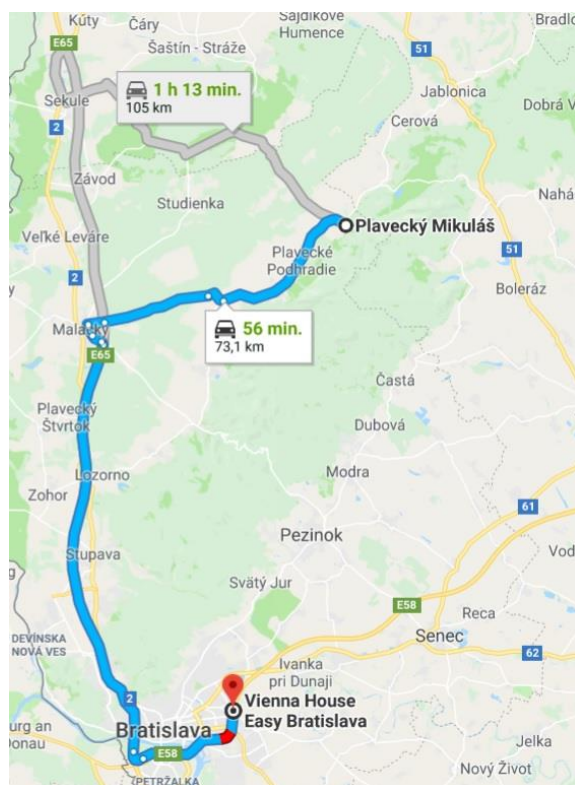 Kúty
Čáry
Sajdíkove
Humence
Bradlo
E65
Šaštín - Stráže
51
1 h 13 min.
105 km
Jablonica
Sekule
Dobrá V
2
Cerová
Závod
Studienka
Plavecký Mikuláš
Nahá
Veľké Leváre
Plavecké
Podhradie
51
2
Boleráz
Malacky
56 min.
73,1 km
E65
Častá
Plavecký
Štvrtok
Dubová
Lozorno
Modra
Zohor
61
Pezinok
Stupava
Vod
Svätý Jur
E58
Reca
DEVÍNSKA
NOVÁ VES
Senec
62
Ivanka
pri Dunaji
2
Vienna House
Easy Bratislava
Bratislava
urg an
Donau
E58
Jelka
PETRŽALKA
Nový Život